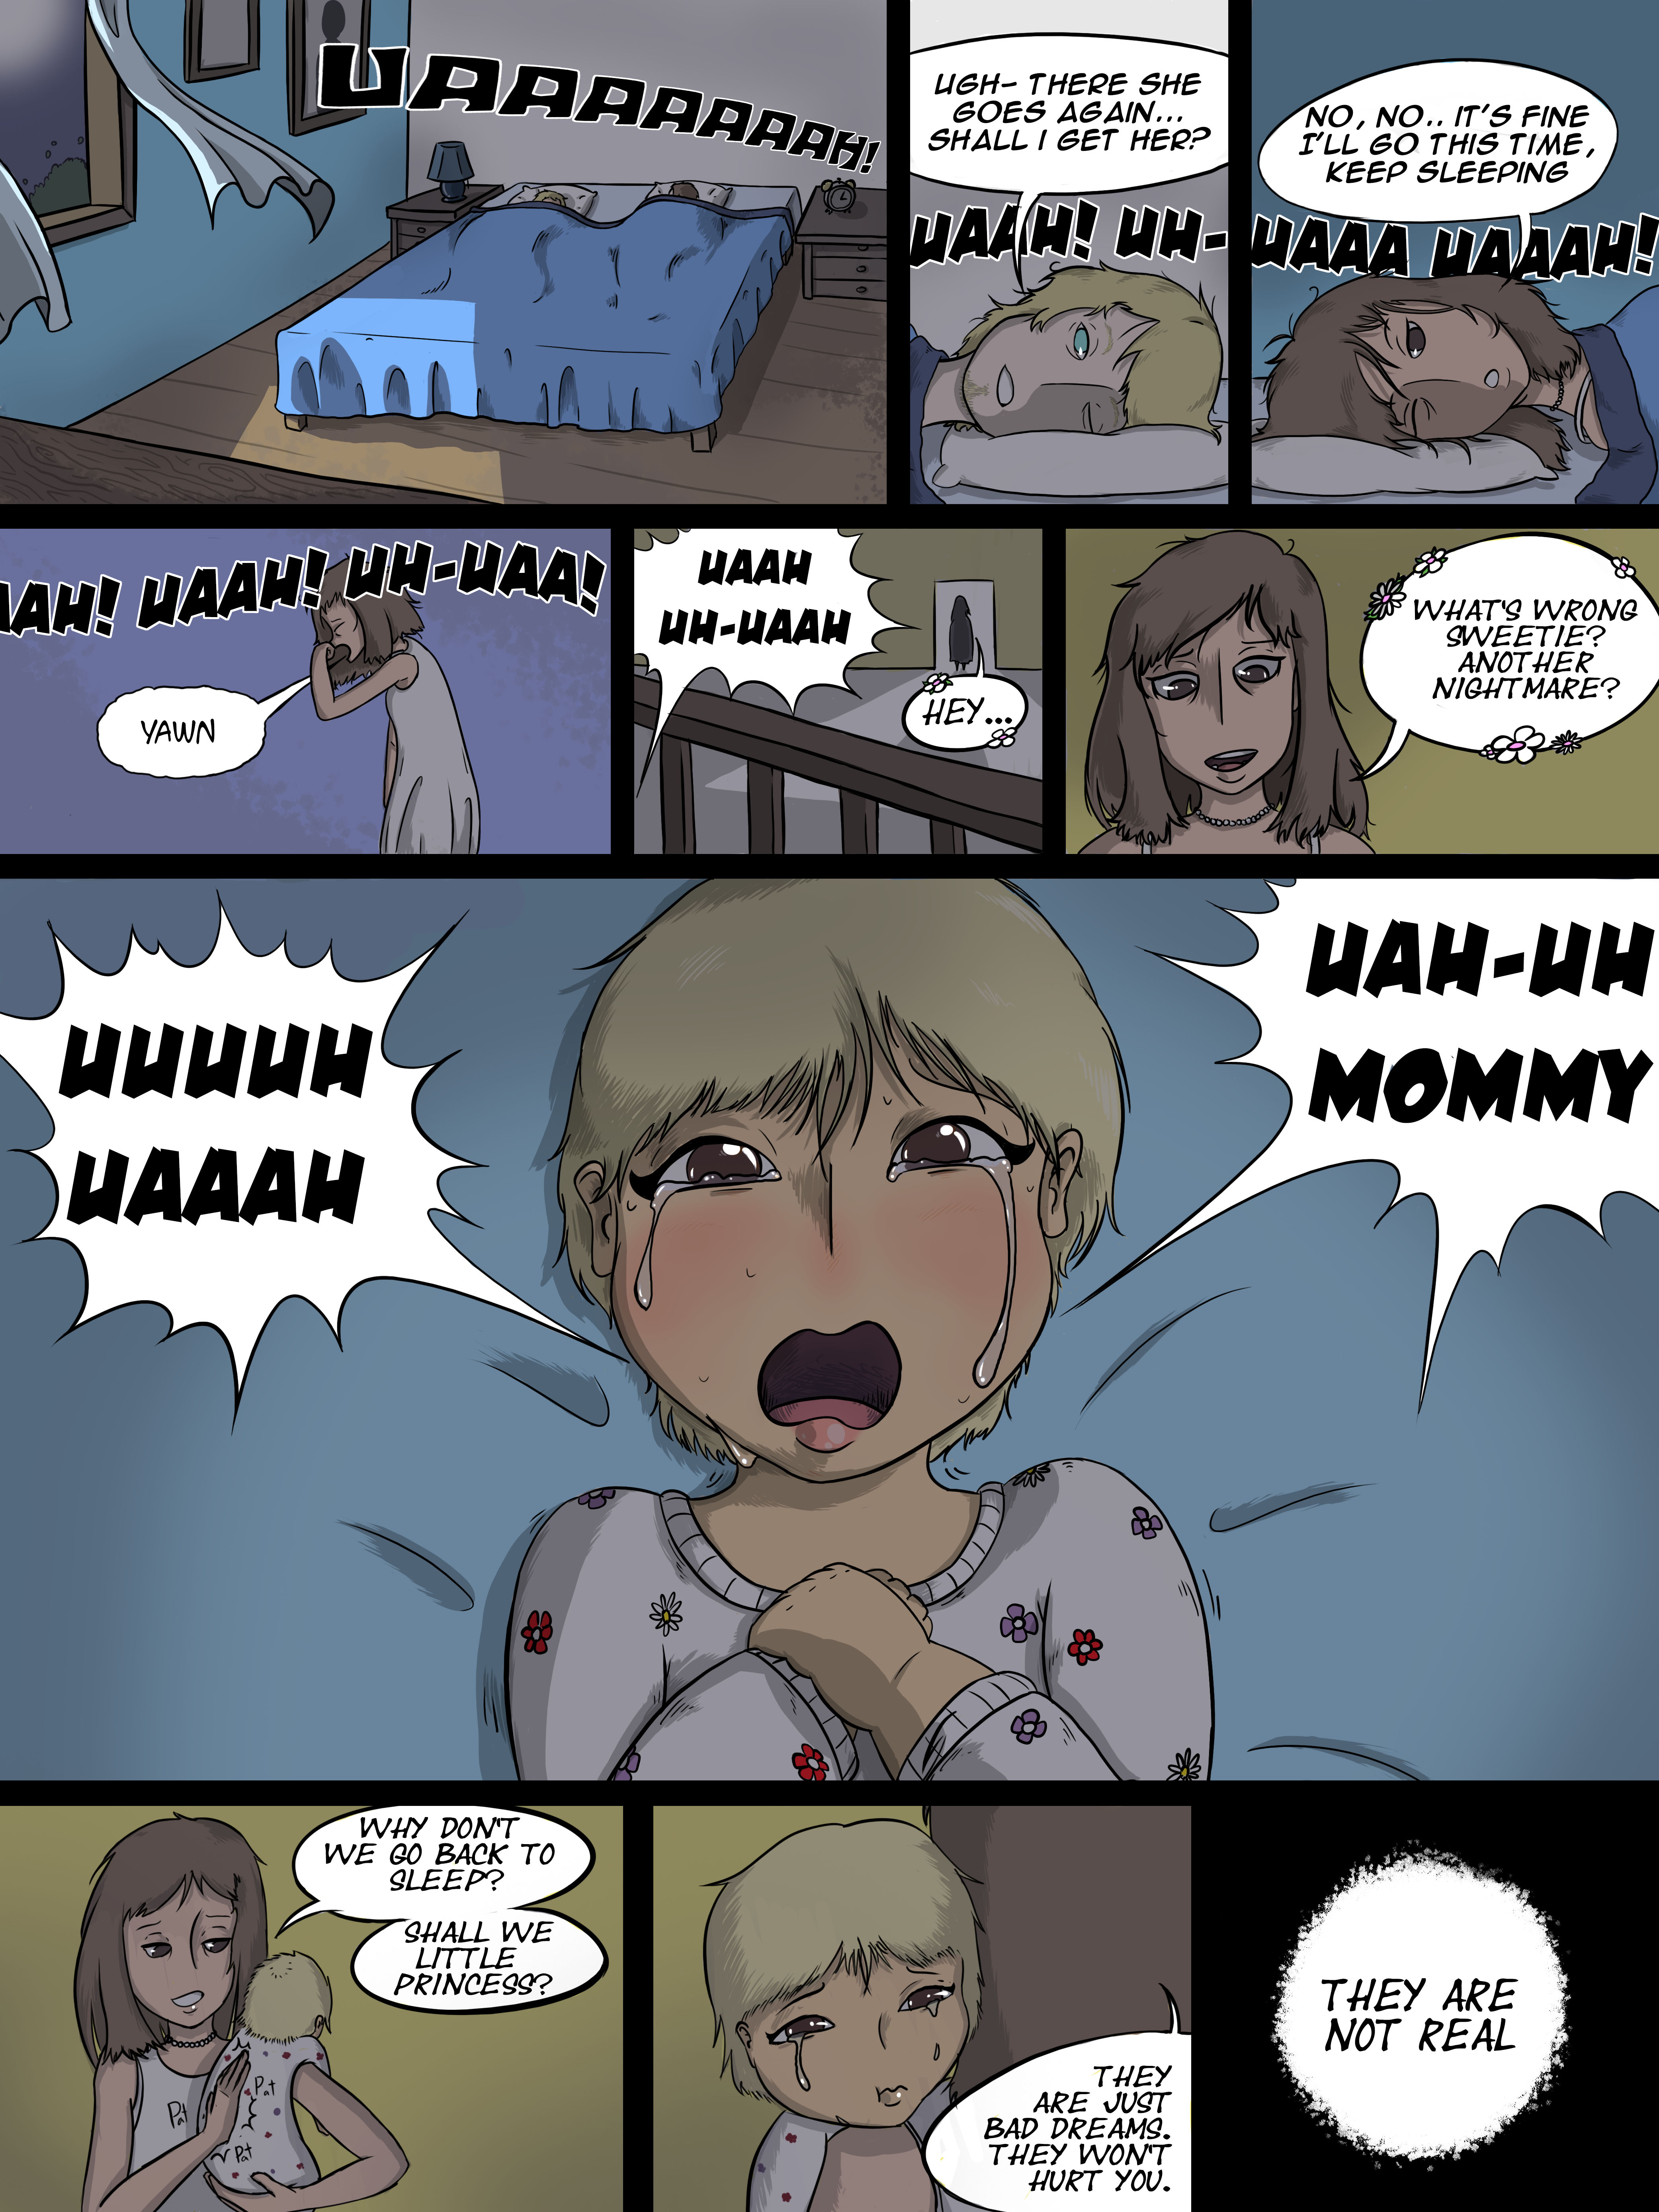 UAAAAAAAAH!
UGH- THERE SHE
GOES AGAIN...
SHALL I GET HER?
UAAH! UH-
NO, NO.. IT'S FINE
I'LL GO THIS TIME,
KEEP SLEEPING
UAAA UAAAH!
AAH! UAAH! UH-UAA!
YAWN
UAAH
UH-UAAH
HEY...
WHAT'S WRONG
SWEETIE?
ANOTHER
NIGHTMARE?
UUUUH
UAAAH
UAH-UH
MOMMY
WHY DON'T
WE GO BACK TO
SLEEP?
SHALL WE
LITTLE
PRINCESS?
Pat
Pat
Pat
THEY
ARE JUST
BAD DREAMS.
THEY WON'T
HURT YOU.
THEY ARE
NOT REAL